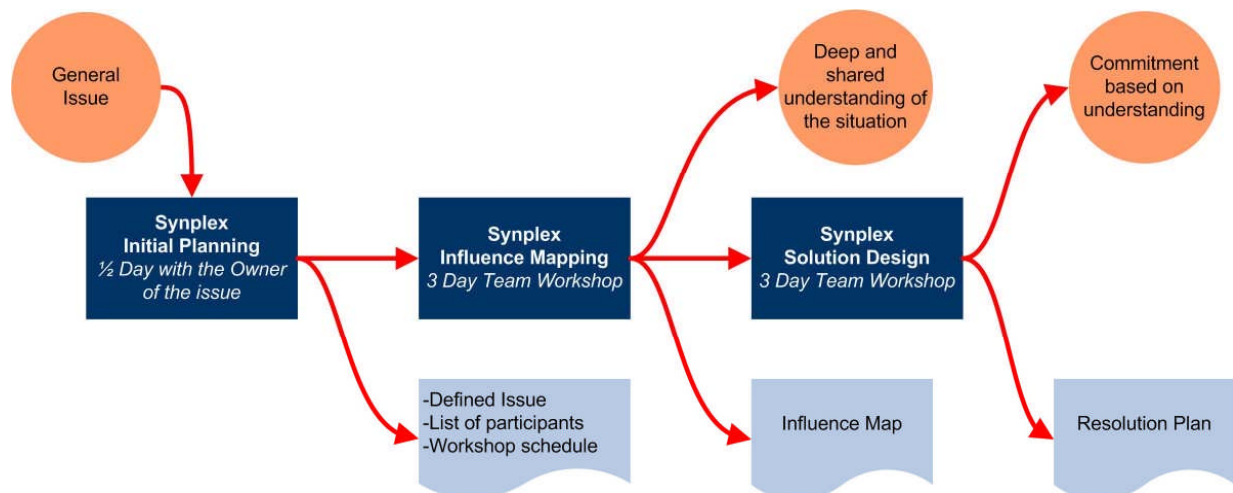 General
Issue
Deep and
shared
understanding of
the situation
Commitment
based on
understanding
Synplex
Initial Planning
½ Day with the Owner
of the issue
Synplex
Influence Mapping
3 Day Team Workshop
Synplex
Solution Design
3 Day Team Workshop
-Defined Issue
-List of participants
-Workshop schedule
Influence Map
Resolution Plan